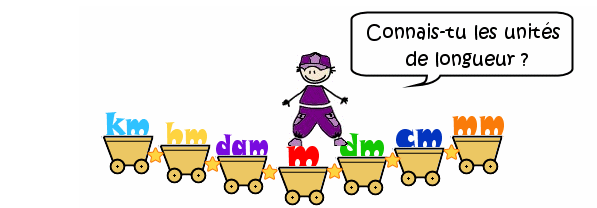 Connais-tu les unités
de longueur ?
km hm dam m dm cm mm